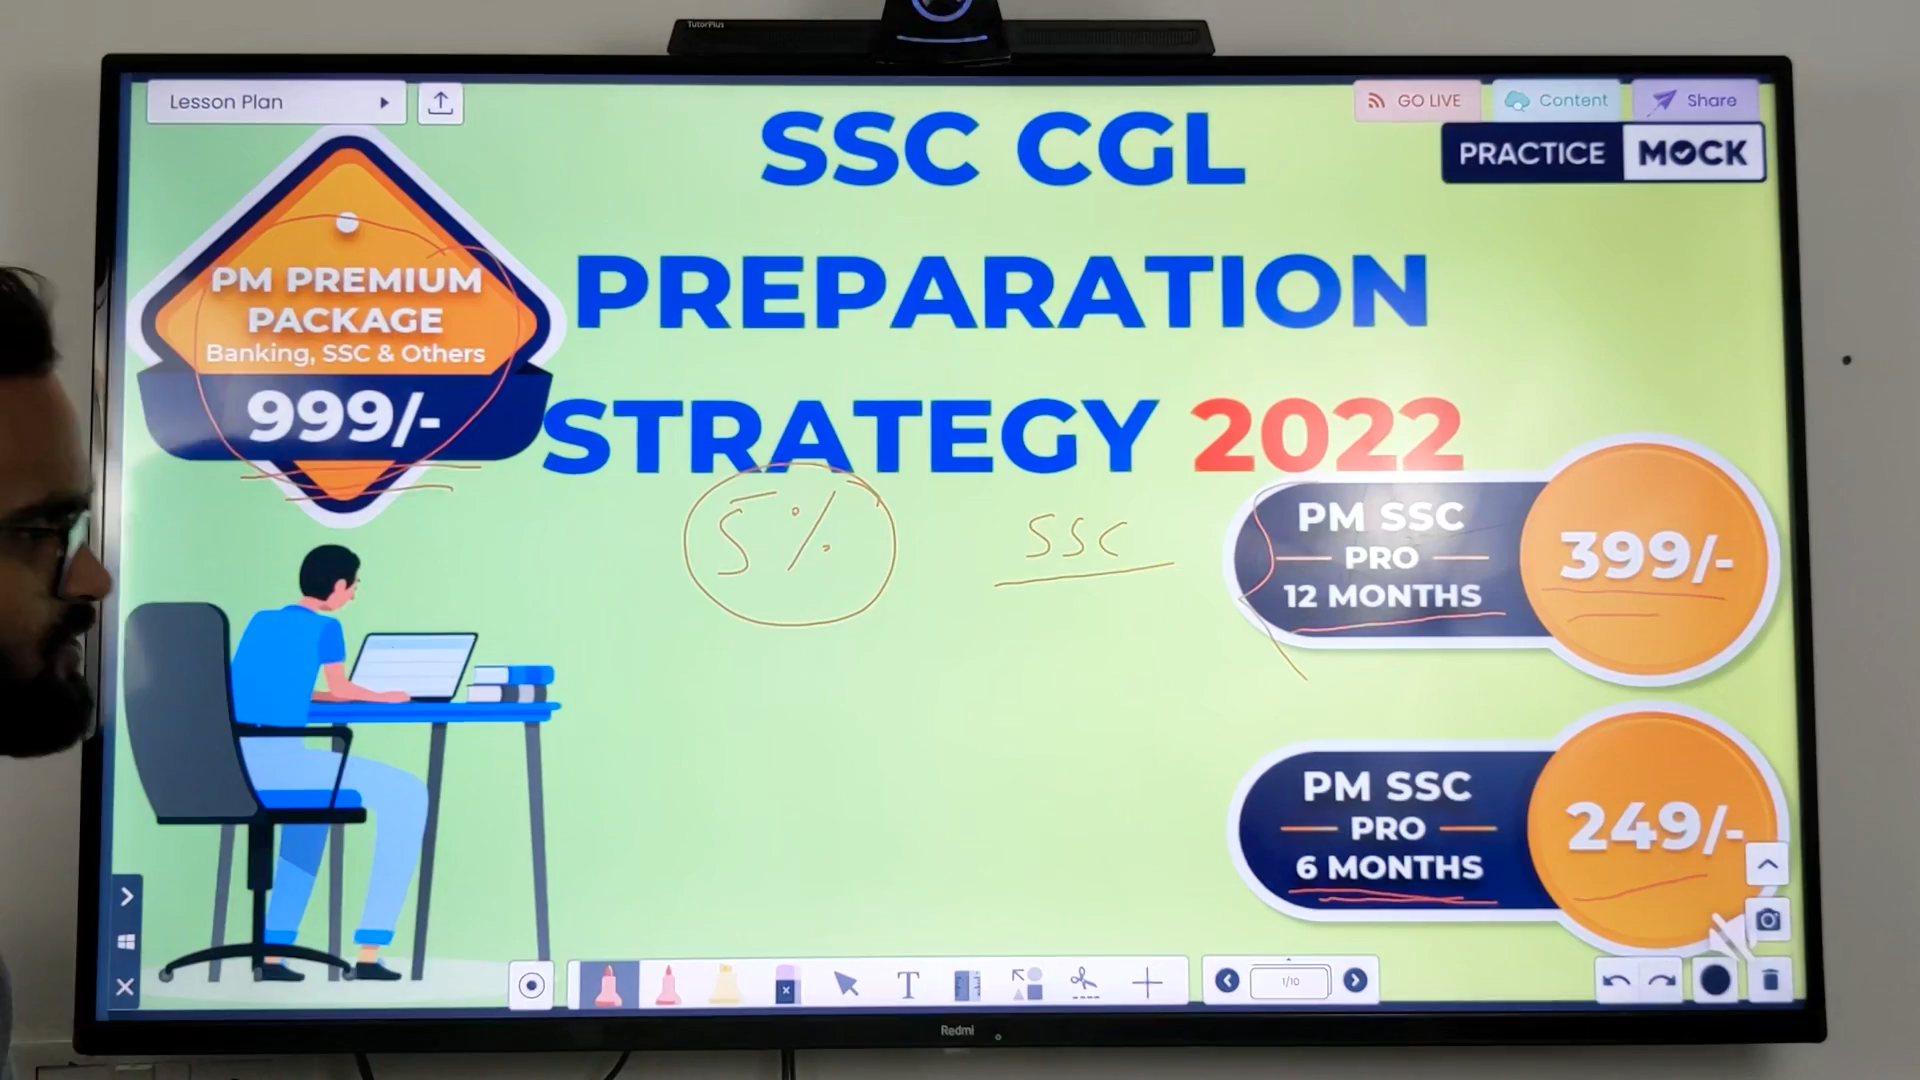 TutorPlus
Lesson Plan
GO LIVE
Content
Share
PRACTICE MOCK
SSC CGL
PREPARATION
STRATEGY 2022
PM PREMIUM
PACKAGE
Banking, SSC & Others
999/-
5%
SSC
PM SSC
PRO
12 MONTHS
399/-
PM SSC
PRO
6 MONTHS
249/-
T
1/10
Redmi